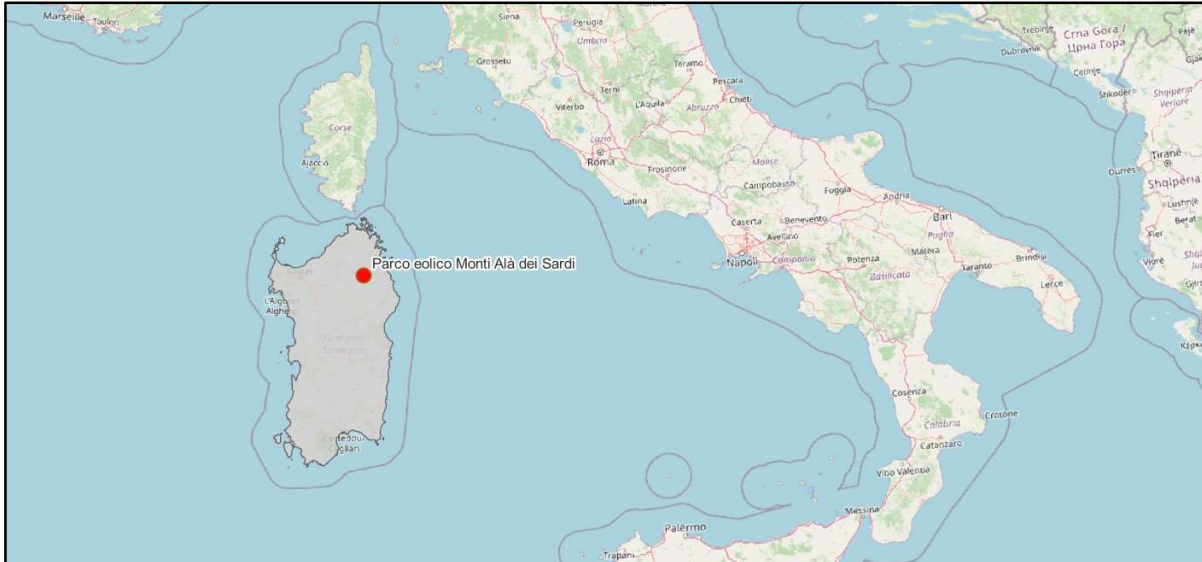 Marseille
Toulon
Siena
Perugia
Umbria
Grosseto
Teramo
Terni
Pescara
Viterbo
L'Aquila
Abruzzo
Chieti
Lazio
Roma
Frosinone
Molise
Latina
Campobasso
Foggia
Andria
Caserta
Benevento
Bari
Avellino
Napoli
Campania
Potenza
Matera
Puglia
Basilicata
Taranto
Brindisi
Lecce
Cosenza
Crotone
Calabria
Catanzaro
Vibo Valentia
Messina
Palermo
Trapani
Corse
Ajaccio
Parco eolico Monti Alà dei Sardi
Trebinje
Dubrovnik
Crna Gora /
Црна Гора
Cetinje
Shkodër
Shqipëria
Tiranë
Durrës
Shqipëria
Lushnje
Fier
Berat
Vlorë